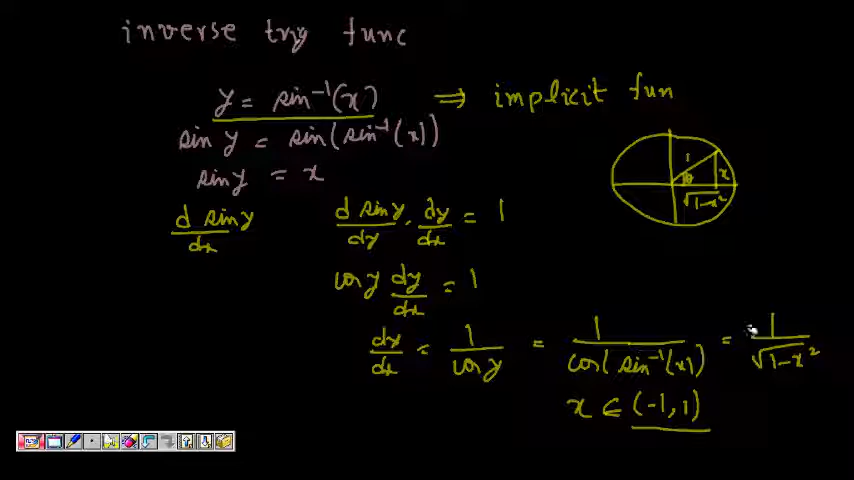 inverse trig func
y = sin⁻¹(x) ⇒ implicit fun
sin y = sin(sin⁻¹(x))
sin y = x
1
θ
x
√1-x²
d sin y / dx
d sin y / dy · dy/dx = 1
cos y dy/dx = 1
dy/dx = 1/cos y = 1/cos(sin⁻¹(x)) = 1/√1-x²
x ∈ (-1, 1)